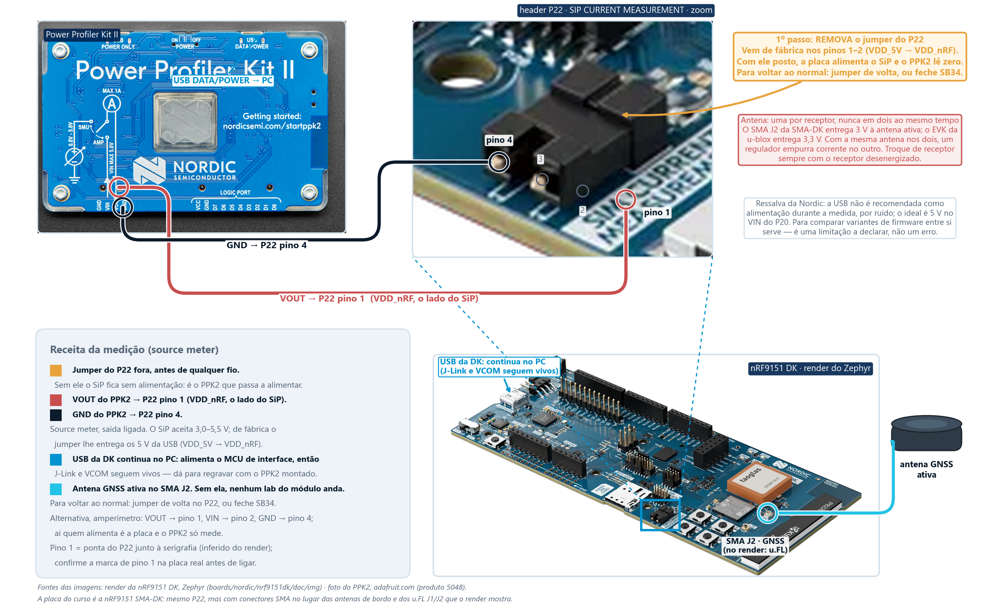 header P22 · SIP CURRENT MEASUREMENT · zoom
Power Profiler Kit II
POWER ONLY
ON
OFF
POWER
DATA/POWER
Power Profiler Kit II
USB DATA/POWER → PC
MAX 1A
A
SMU
AMP
0.8V - 5.0V
VIN MAX 5.0V
Getting started:
nordicsemi.com/startppk2
NORDIC
SEMICONDUCTOR
LOGIC PORT
GND
VIN
GND
VCC
GND
D7
D6
D5
D4
D3
D2
D1
D0
pino 4
3
2
pino 1
SIP CURRENT
MEASUREMENT
1º passo: REMOVA o jumper do P22
Vem de fábrica nos pinos 1–2 (VDD_5V → VDD_nRF).
Com ele posto, a placa alimenta o SiP e o PPK2 lê zero.
Para voltar ao normal: jumper de volta, ou feche SB34.
Antena: uma por receptor, nunca em dois ao mesmo tempo
O SMA J2 da SMA-DK entrega 3 V à antena ativa; o EVK da
u-blox entrega 3,3 V. Com a mesma antena nos dois, um
regulador empurra corrente no outro. Troque de receptor
sempre com o receptor desenergizado.
Ressalva da Nordic: a USB não é recomendada como
alimentação durante a medida, por ruído; o ideal é 5 V no
VIN do P20. Para comparar variantes de firmware entre si
serve — é uma limitação a declarar, não um erro.
GND → P22 pino 4
VOUT → P22 pino 1 (VDD_nRF, o lado do SiP)
Receita da medição (source meter)
Jumper do P22 fora, antes de qualquer fio.
Sem ele o SiP fica sem alimentação: é o PPK2 que passa a alimentar.
VOUT do PPK2 → P22 pino 1 (VDD_nRF, o lado do SiP).
GND do PPK2 → P22 pino 4.
Source meter, saída ligada. O SiP aceita 3,0–5,5 V; de fábrica o
jumper lhe entrega os 5 V da USB (VDD_5V → VDD_nRF).
USB da DK continua no PC: alimenta o MCU de interface, então
J-Link e VCOM seguem vivos — dá para regravar com o PPK2 montado.
Antena GNSS ativa no SMA J2. Sem ela, nenhum lab do módulo anda.
Para voltar ao normal: jumper de volta no P22, ou feche SB34.
Alternativa, amperímetro: VOUT → pino 1, VIN → pino 2, GND → pino 4;
aí quem alimenta é a placa e o PPK2 só mede.
Pino 1 = ponta do P22 junto à serigrafia (inferido do render);
confirme a marca de pino 1 na placa real antes de ligar.
USB da DK: continua no PC
(J-Link e VCOM seguem vivos)
nRF9151 DK · render do Zephyr
taoglas
NORDIC
SEMICONDUCTOR
NANO
SIM
CARD
GND
SMA J2 · GNSS
(no render: u.FL)
antena GNSS
ativa
Fontes das imagens: render da nRF9151 DK, Zephyr (boards/nordic/nrf9151dk/doc/img) · foto do PPK2, adafruit.com (produto 5048).
A placa do curso é a nRF9151 SMA-DK: mesmo P22, mas com conectores SMA no lugar das antenas de bordo e dos u.FL J1/J2 que o render mostra.